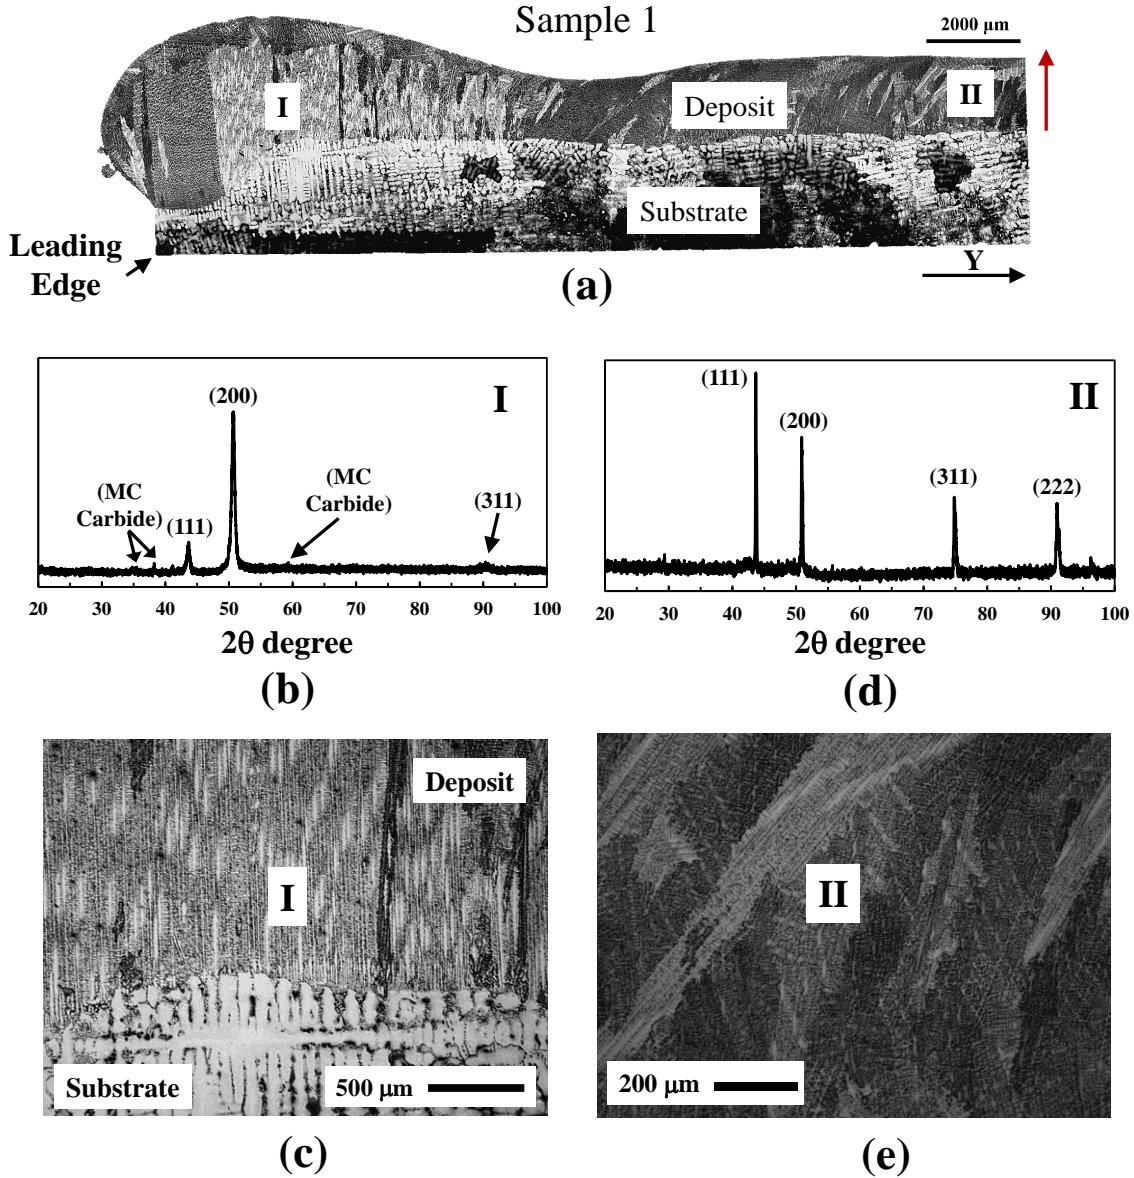 Sample 1
2000 μm
I
II
Deposit
Substrate
Leading
Edge
Y
(a)
(200)
I
(MC
Carbide)
(111)
(MC
Carbide)
(311)
20 30 40 50 60 70 80 90 100
2θ degree
(b)
(111)
II
(200)
(311)
(222)
20 30 40 50 60 70 80 90 100
2θ degree
(d)
Deposit
I
Substrate
500 μm
(c)
II
200 μm
(e)